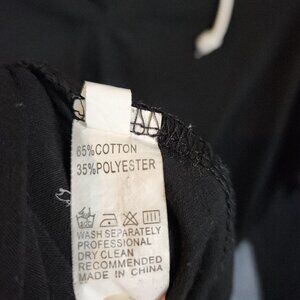 65%COTTON
35%POLYESTER
WASH SEPARATELY
PROFESSIONAL
DRY CLEAN
RECOMMENDED
MADE IN CHINA